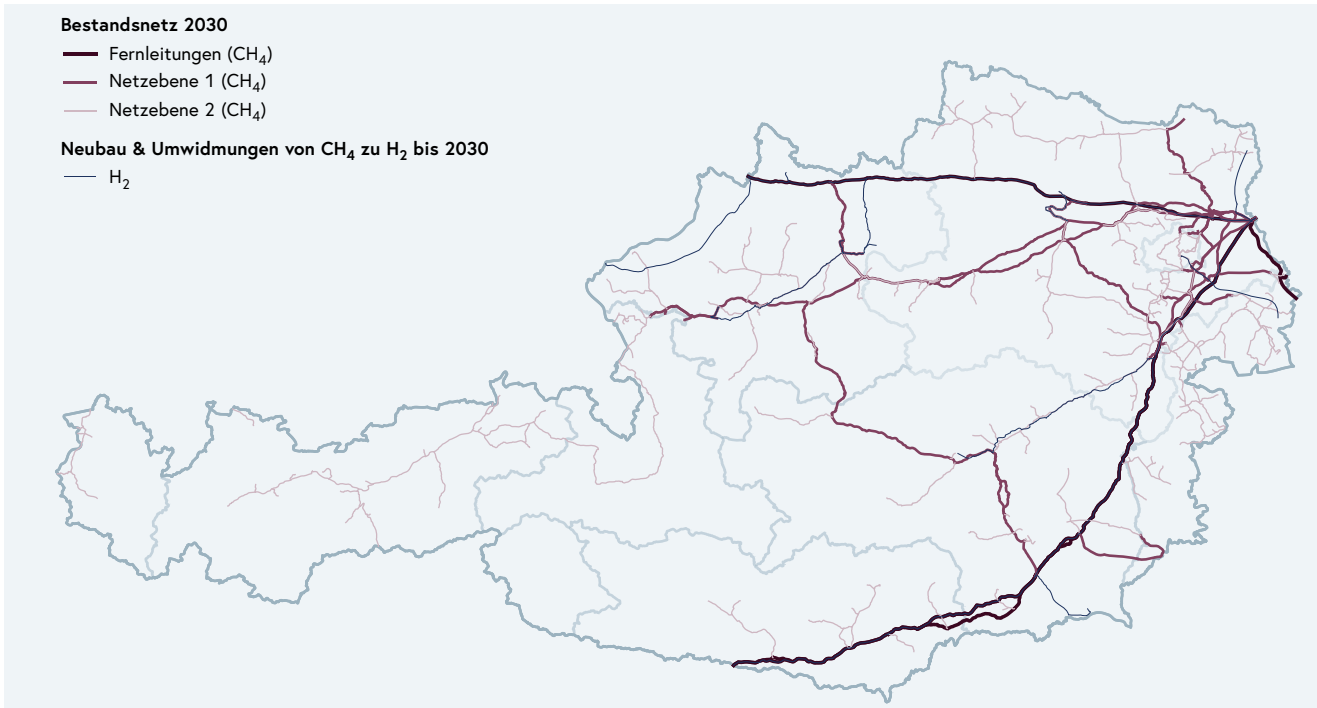 Bestandsnetz 2030
Fernleitungen (CH₄)
Netzebene 1 (CH₄)
Netzebene 2 (CH₄)
Neubau & Umwidmungen von CH₄ zu H₂ bis 2030
H₂